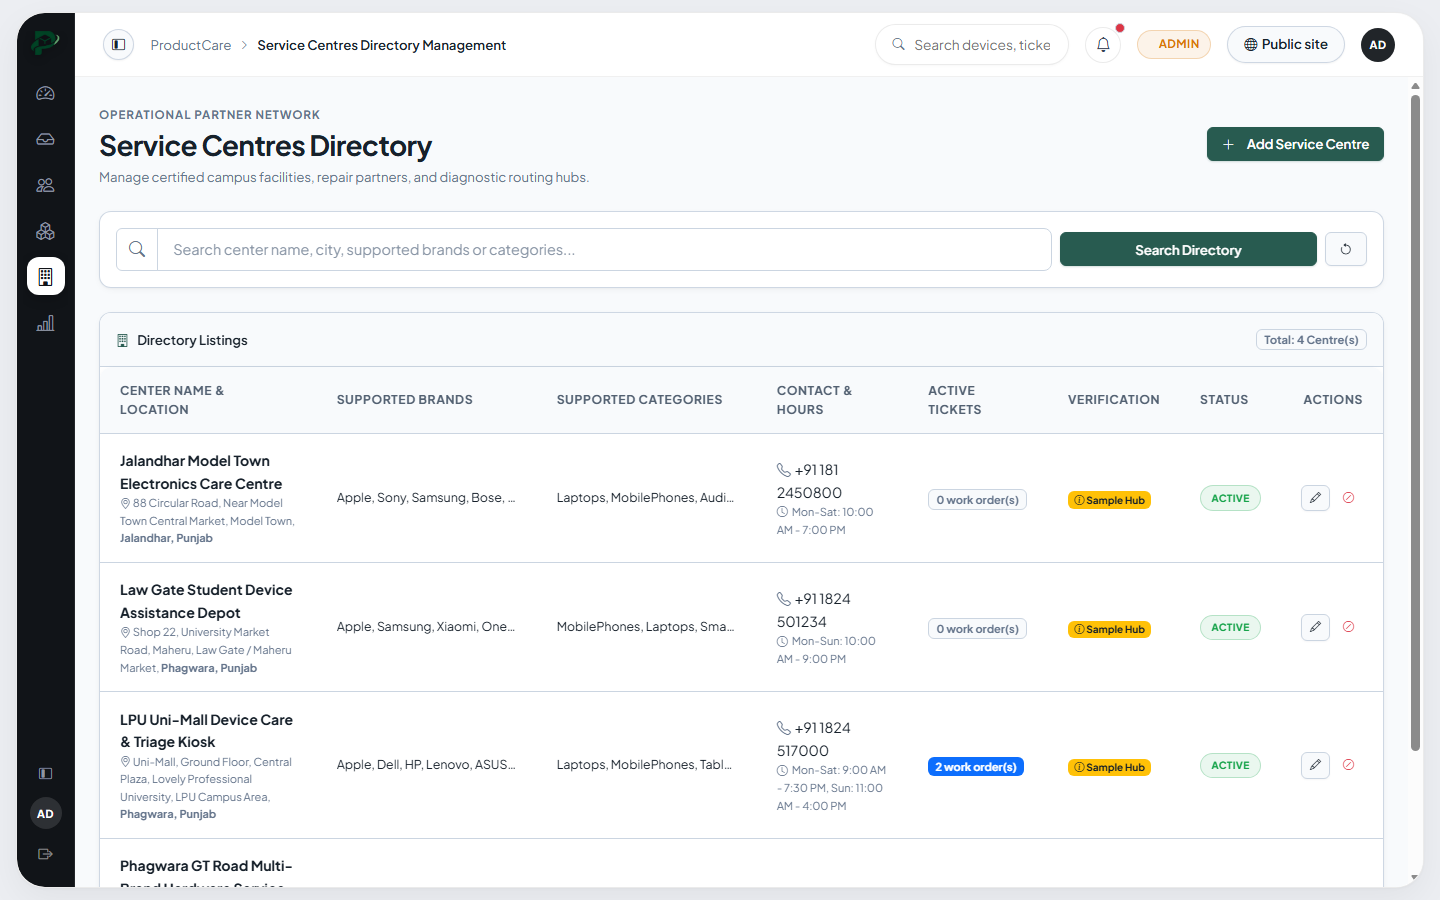 ProductCare > Service Centres Directory Management
Search devices, ticke
ADMIN
Public site
AD
OPERATIONAL PARTNER NETWORK
Service Centres Directory
Manage certified campus facilities, repair partners, and diagnostic routing hubs.
+ Add Service Centre
Search center name, city, supported brands or categories...
Search Directory
Directory Listings
Total: 4 Centre(s)
CENTER NAME &
LOCATION
SUPPORTED BRANDS
SUPPORTED CATEGORIES
CONTACT &
HOURS
ACTIVE
TICKETS
VERIFICATION
STATUS
ACTIONS
Jalandhar Model Town
Electronics Care Centre
88 Circular Road, Near Model
Town Central Market, Model Town,
Jalandhar, Punjab
Apple, Sony, Samsung, Bose, ...
Laptops, MobilePhones, Audi...
+91 181
2450800
Mon-Sat: 10:00
AM - 7:00 PM
0 work order(s)
Sample Hub
ACTIVE
Law Gate Student Device
Assistance Depot
Shop 22, University Market
Road, Maheru, Law Gate / Maheru
Market, Phagwara, Punjab
Apple, Samsung, Xiaomi, One...
MobilePhones, Laptops, Sma...
+91 1824
501234
Mon-Sun: 10:00
AM - 9:00 PM
0 work order(s)
Sample Hub
ACTIVE
LPU Uni-Mall Device Care
& Triage Kiosk
Uni-Mall, Ground Floor, Central
Plaza, Lovely Professional
University, LPU Campus Area,
Phagwara, Punjab
Apple, Dell, HP, Lenovo, ASUS...
Laptops, MobilePhones, Tabl...
+91 1824
517000
Mon-Sat: 9:00 AM
- 7:30 PM, Sun: 11:00
AM - 4:00 PM
2 work order(s)
Sample Hub
ACTIVE
Phagwara GT Road Multi-
Brand Hardware Service
AD